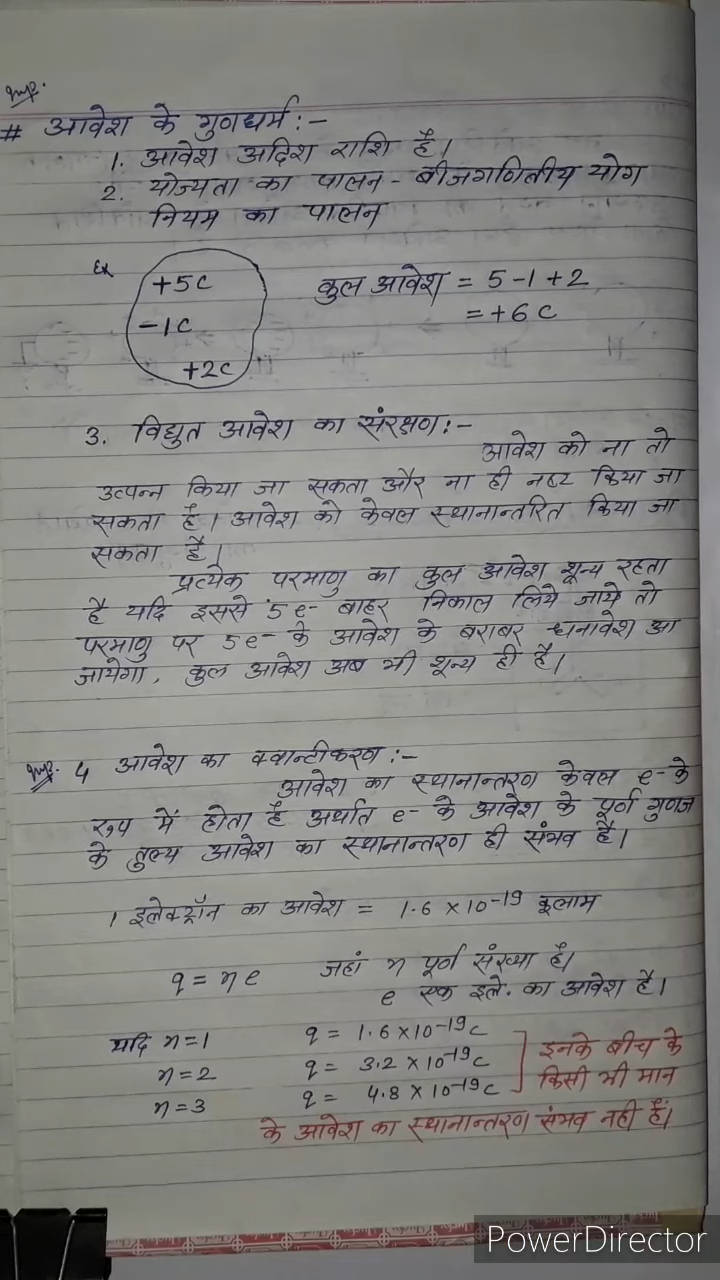 Imp.
# आवेश के गुणधर्म:-
1. आवेश अदिश राशि है।
2. योज्यता का पालन - बीजगणितीय योग
नियम का पालन
Ex
+5C
-1C
+2C
कुल आवेश = 5-1+2
= +6C
3. विद्युत आवेश का संरक्षण:-
आवेश को ना तो
उत्पन्न किया जा सकता और ना ही नष्ट किया जा
सकता है। आवेश को केवल स्थानान्तरित किया जा
सकता है।
प्रत्येक परमाणु का कुल आवेश शून्य रहता
है यदि इससे 5e- बाहर निकाल लिये जाये तो
परमाणु पर 5e- के आवेश के बराबर धनावेश आ
जायेगा, कुल आवेश अब भी शून्य ही है।
Imp. 4 आवेश का क्वान्टीकरण:-
आवेश का स्थानान्तरण केवल e- के
रूप में होता है अर्थात e- के आवेश के पूर्ण गुणज
के तुल्य आवेश का स्थानान्तरण ही संभव है।
1 इलेक्ट्रॉन का आवेश = 1.6 × 10⁻¹⁹ कूलाम
q = ne जहां n पूर्ण संख्या है।
e एक इले. का आवेश है।
यदि n=1 q = 1.6 × 10⁻¹⁹C
n=2 q = 3.2 × 10⁻¹⁹C
n=3 q = 4.8 × 10⁻¹⁹C
इनके बीच के
किसी भी मान
के आवेश का स्थानान्तरण संभव नही हैं।
PowerDirector